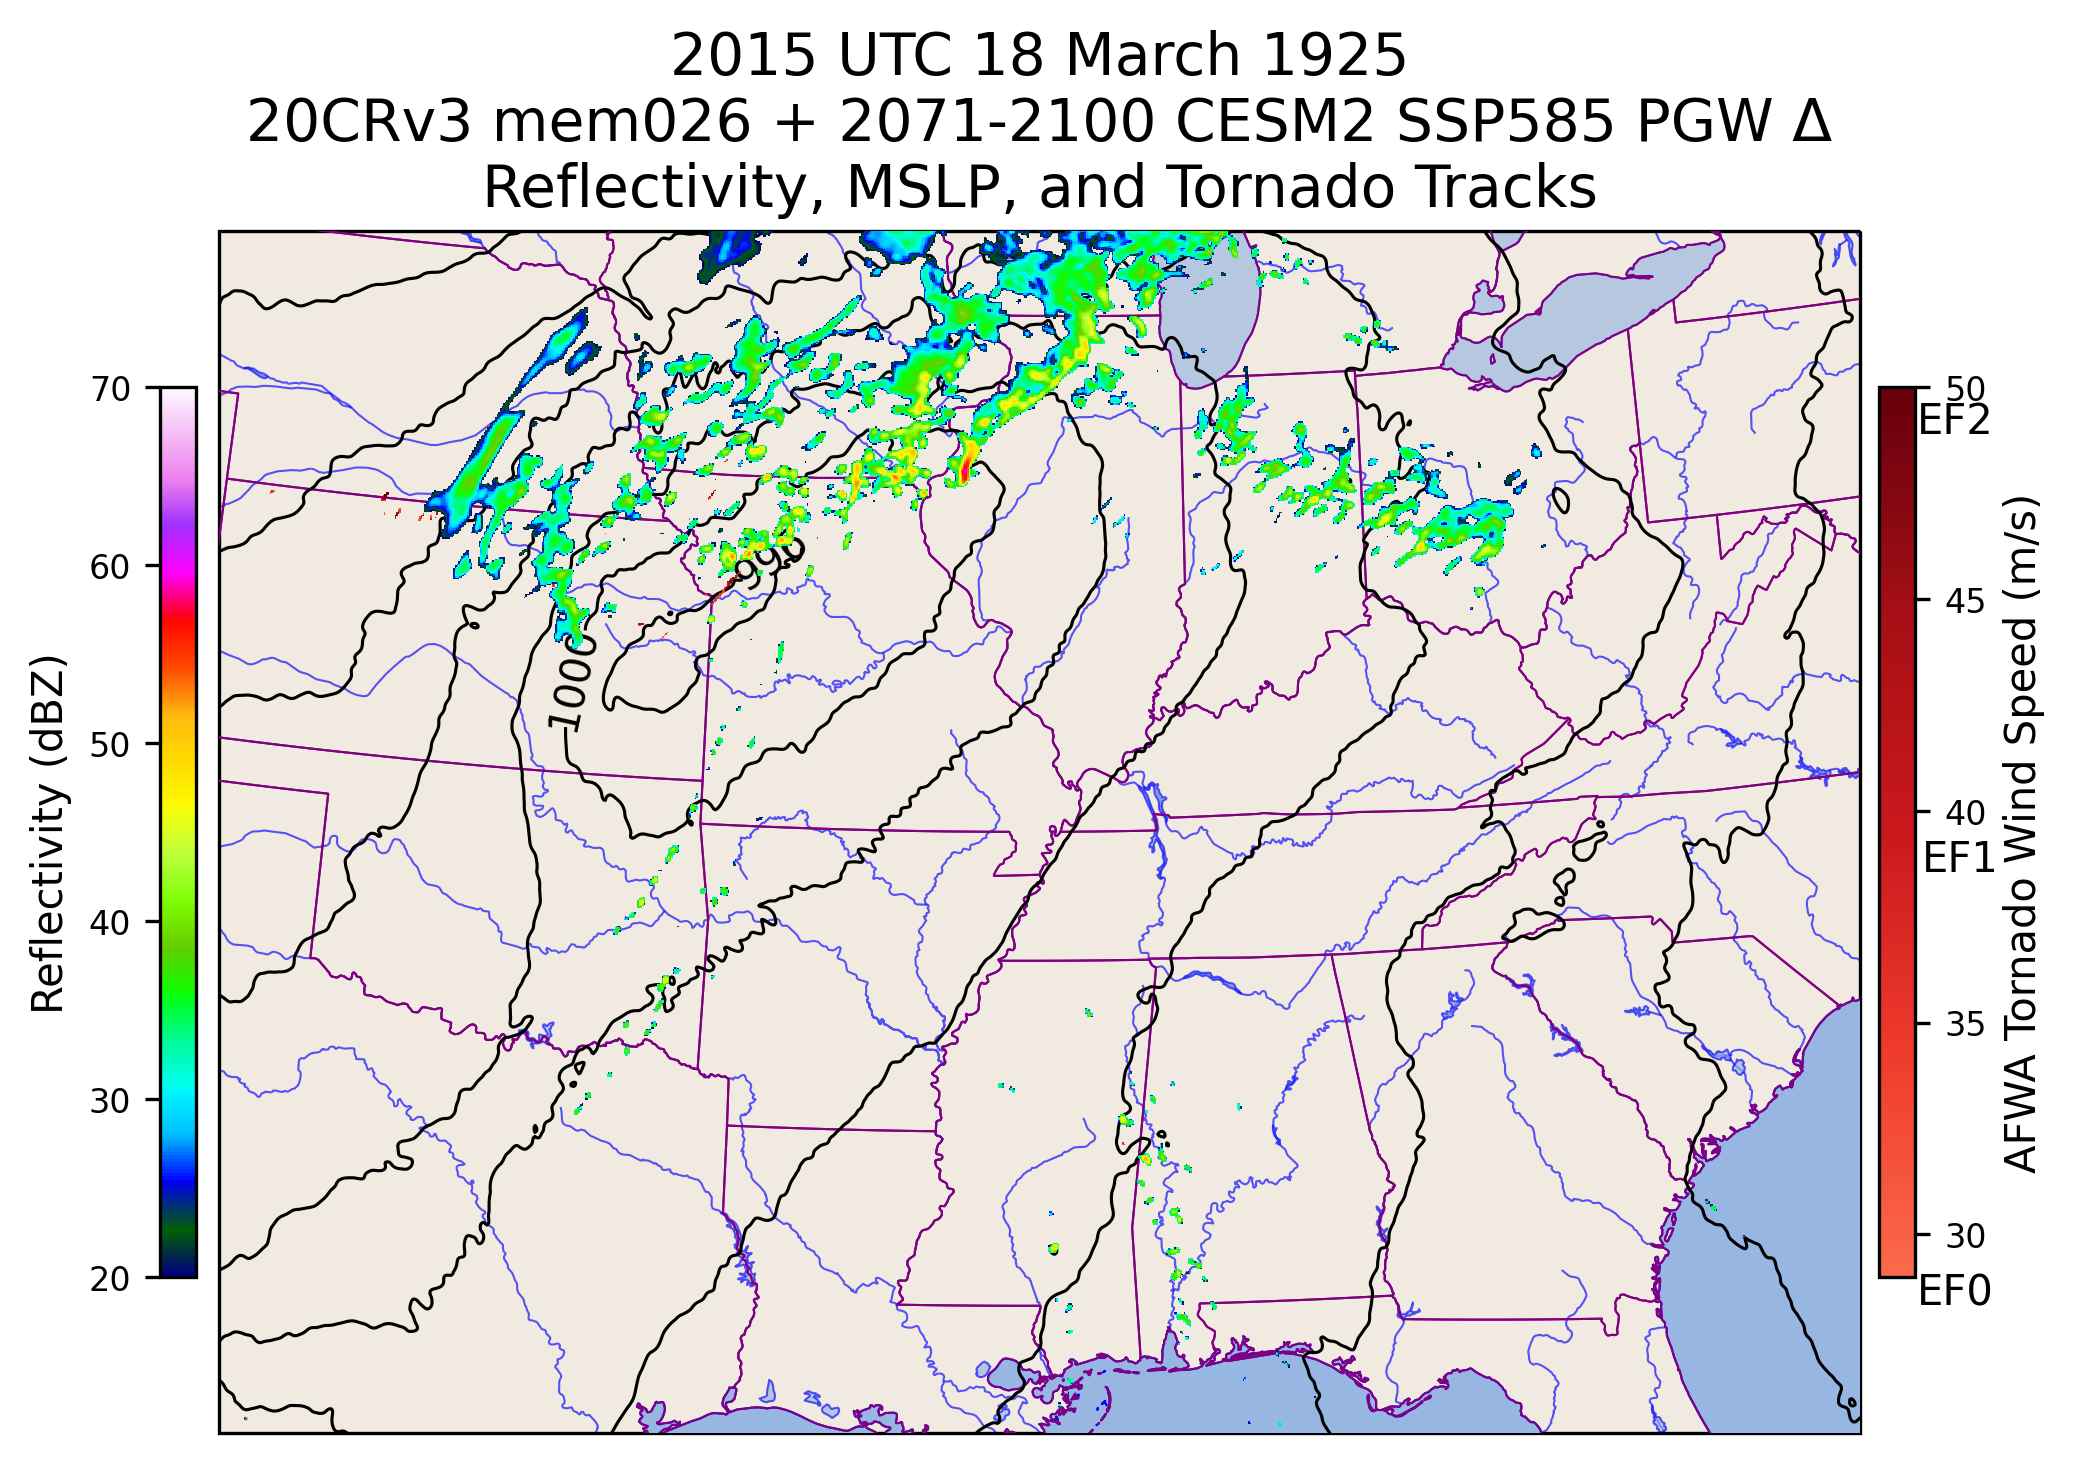 2015 UTC 18 March 1925
20CRv3 mem026 + 2071-2100 CESM2 SSP585 PGW Δ
Reflectivity, MSLP, and Tornado Tracks
70
60
50
40
30
20
Reflectivity (dBZ)
990
1000
50
EF2
45
40
EF1
35
30
EF0
AFWA Tornado Wind Speed (m/s)